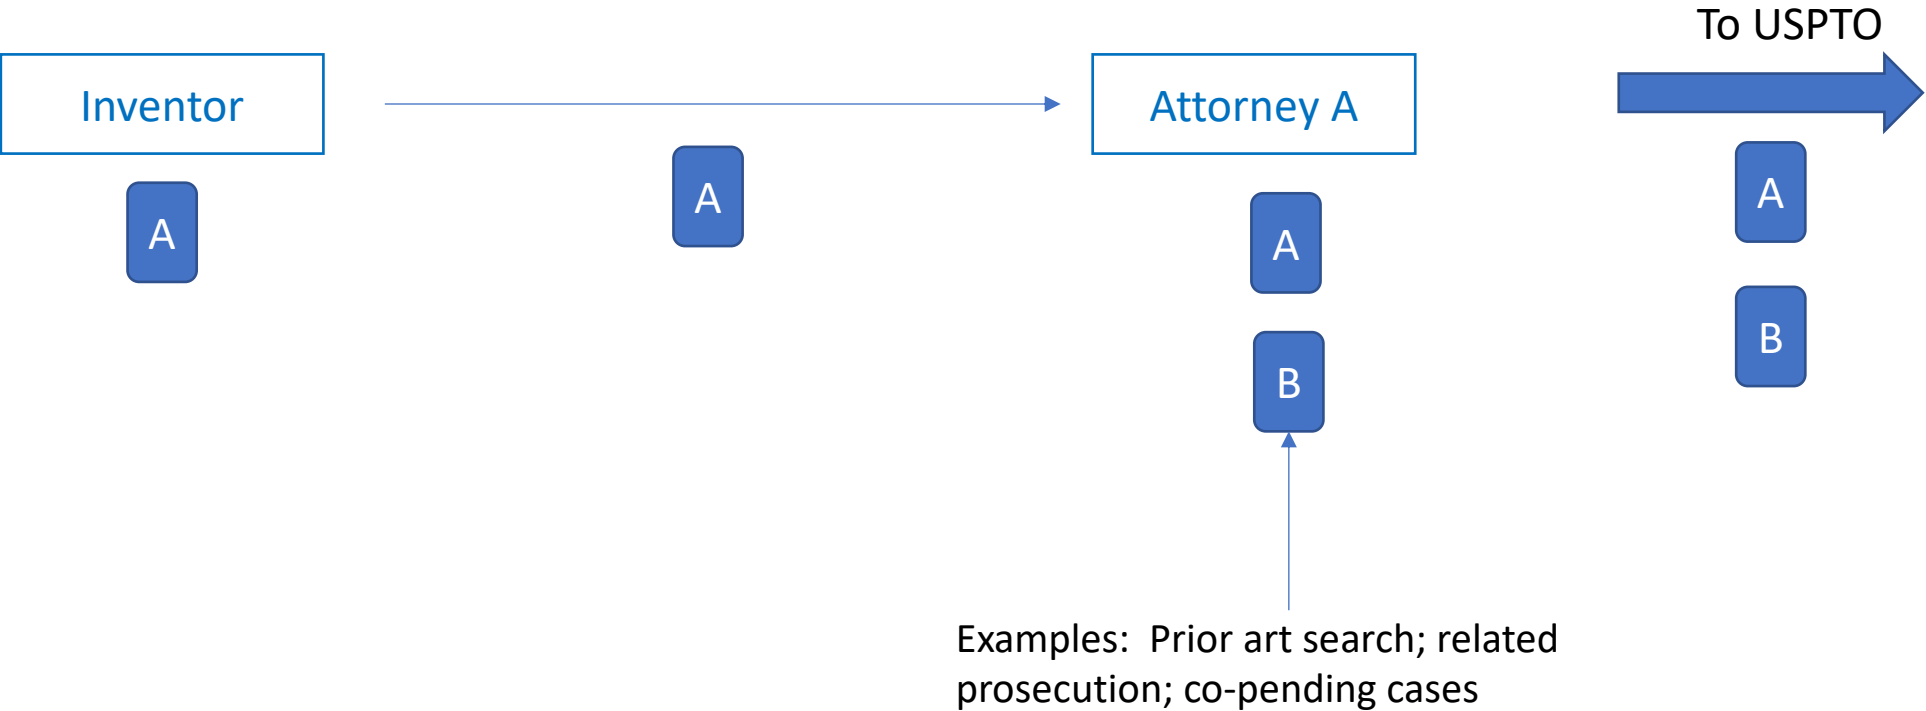 To USPTO
Inventor
Attorney A
A
A
A
A
B
B
Examples:  Prior art search; related
prosecution; co-pending cases